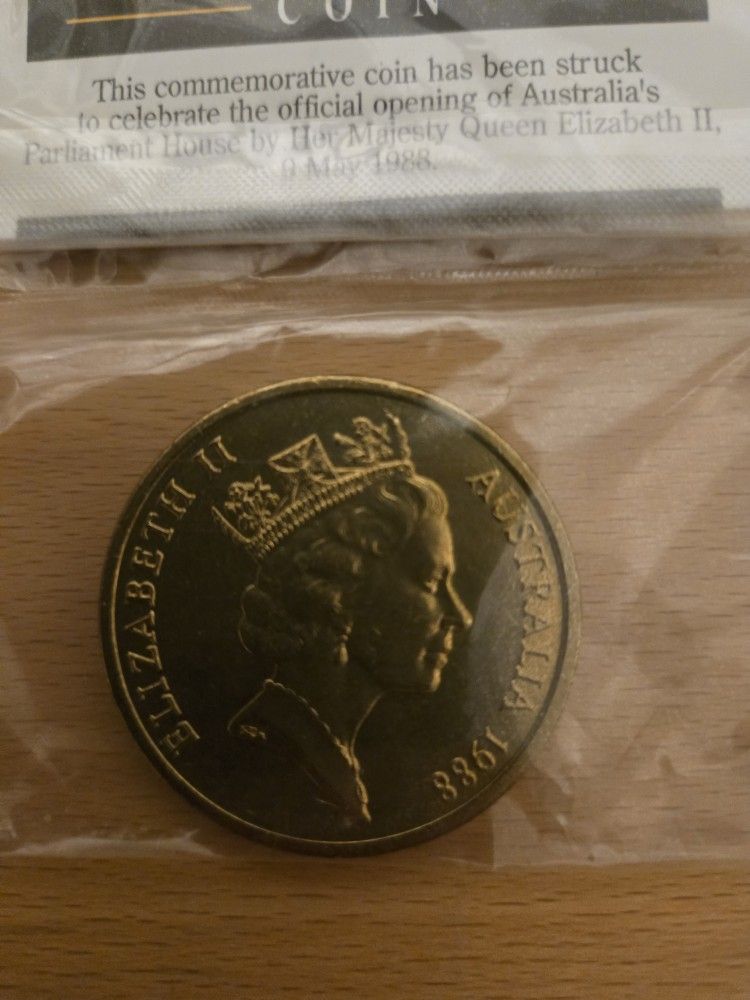 COIN
This commemorative coin has been struck
to celebrate the official opening of Australia's
Parliament House by Her Majesty Queen Elizabeth II,
9 May 1988.
ELIZABETH II
AUSTRALIA
1988